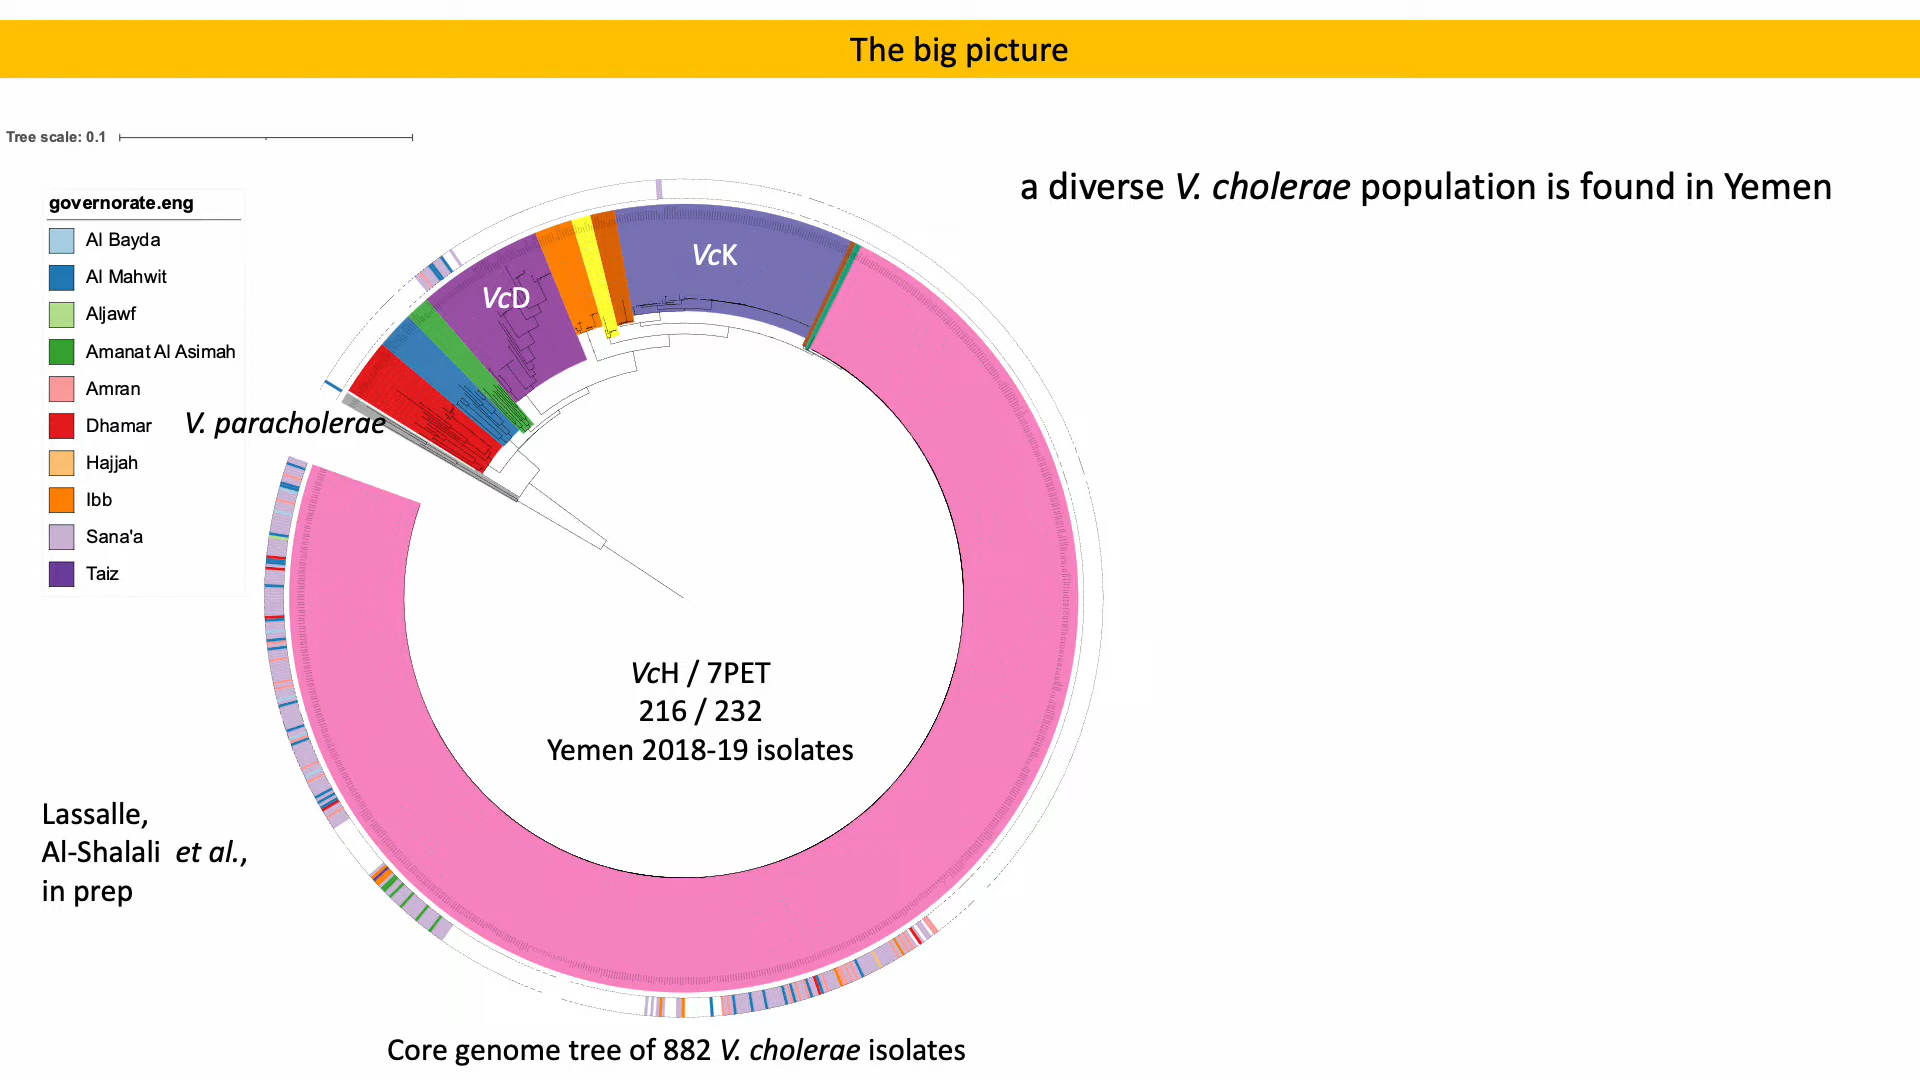 The big picture
Tree scale: 0.1
a diverse V. cholerae population is found in Yemen
governorate.eng
Al Bayda
Al Mahwit
Aljawf
Amanat Al Asimah
Amran
Dhamar
Hajjah
Ibb
Sana'a
Taiz
VcK
VcD
V. paracholerae
VcH / 7PET
216 / 232
Yemen 2018-19 isolates
Lassalle,
Al-Shalali et al.,
in prep
Core genome tree of 882 V. cholerae isolates